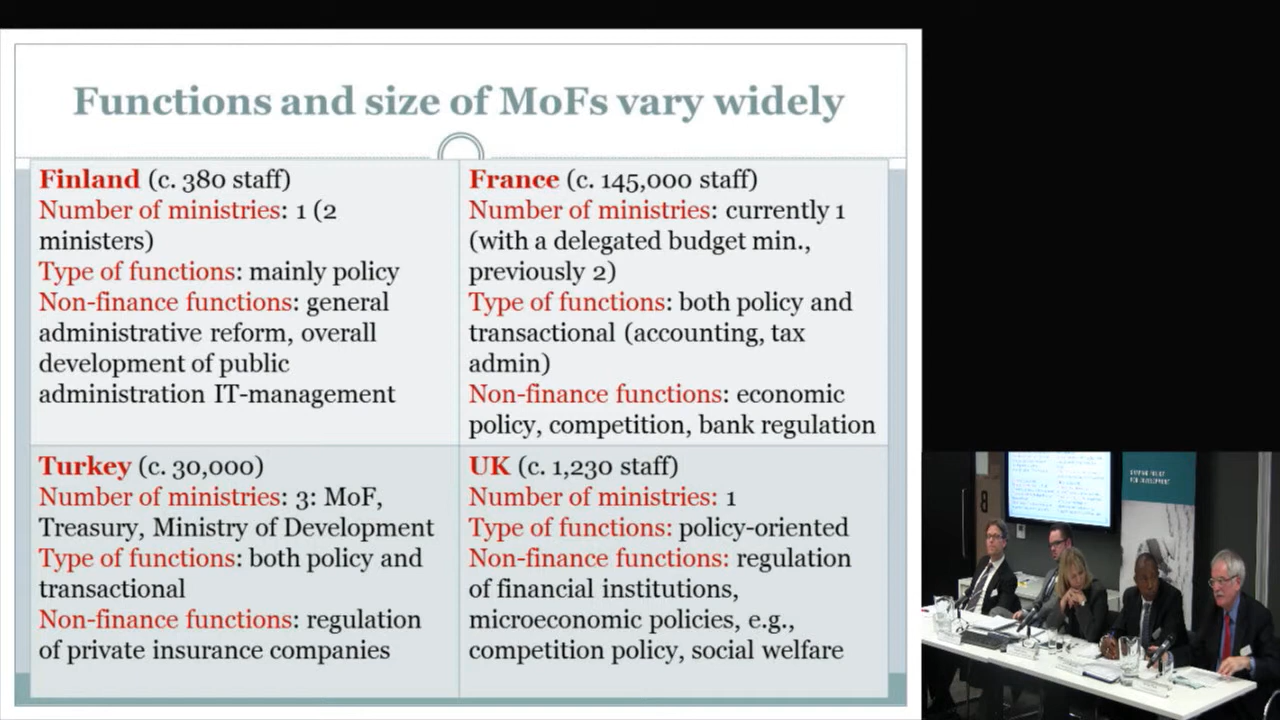 Functions and size of MoFs vary widely
Finland (c. 380 staff)
Number of ministries: 1 (2
ministers)
Type of functions: mainly policy
Non-finance functions: general
administrative reform, overall
development of public
administration IT-management
France (c. 145,000 staff)
Number of ministries: currently 1
(with a delegated budget min.,
previously 2)
Type of functions: both policy and
transactional (accounting, tax
admin)
Non-finance functions: economic
policy, competition, bank regulation
Turkey (c. 30,000)
Number of ministries: 3: MoF,
Treasury, Ministry of Development
Type of functions: both policy and
transactional
Non-finance functions: regulation
of private insurance companies
UK (c. 1,230 staff)
Number of ministries: 1
Type of functions: policy-oriented
Non-finance functions: regulation
of financial institutions,
microeconomic policies, e.g.,
competition policy, social welfare
B